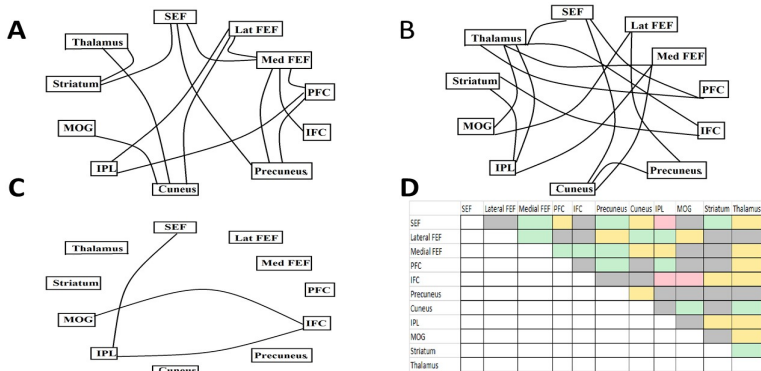 A
SEF
Lat FEF
Thalamus
Med FEF
Striatum
PFC
MOG
IFC
IPL
Precuneus
Cuneus
B
SEF
Lat FEF
Thalamus
Med FEF
Striatum
PFC
MOG
IFC
IPL
Precuneus
Cuneus
C
SEF
Lat FEF
Thalamus
Med FEF
Striatum
PFC
MOG
IFC
IPL
Precuneus
Cuneus
D
SEF Lateral FEF Medial FEF PFC IFC Precuneus Cuneus IPL MOG Striatum Thalamus
SEF
Lateral FEF
Medial FEF
PFC
IFC
Precuneus
Cuneus
IPL
MOG
Striatum
Thalamus